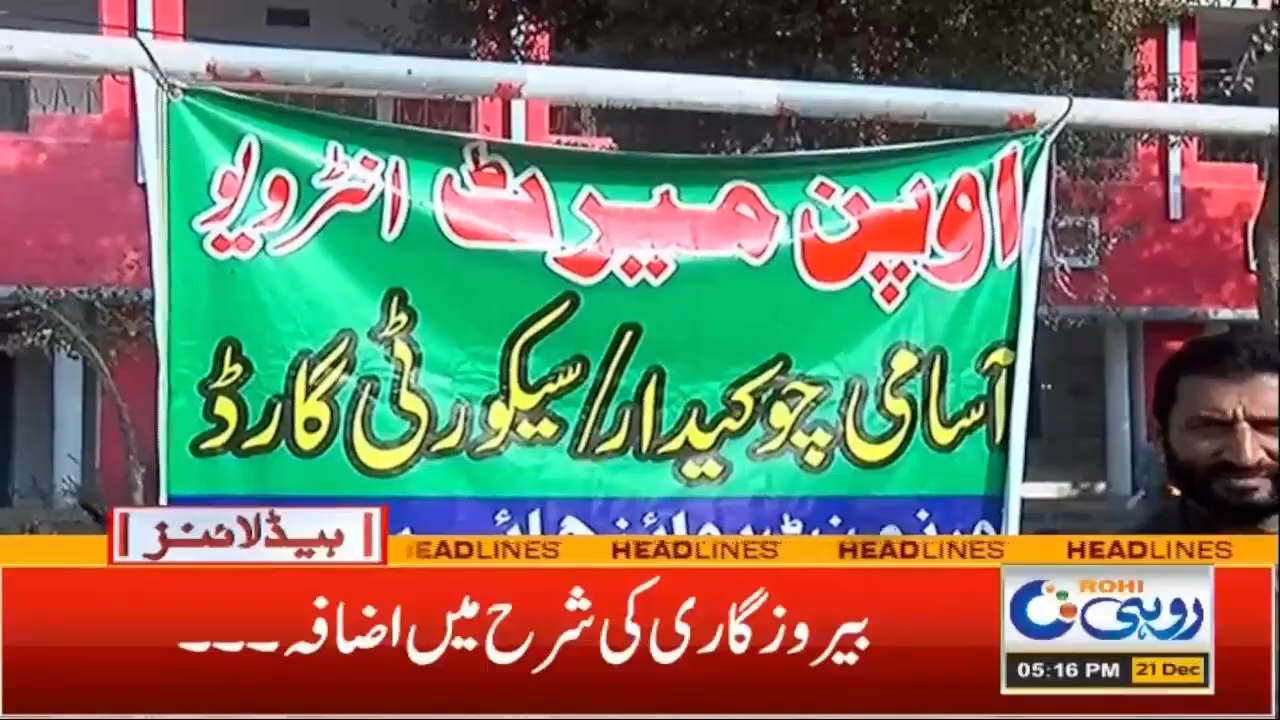 اوپن میرٹ انٹرویو
آسامی چوکیدار/سیکورٹی گارڈ
ہیڈلائنز
EADLINES HEADLINES HEADLINES HEADLINES
بیروزگاری کی شرح میں اضافہ ۔۔۔
ROHI
روہی
05:16 PM 21 Dec